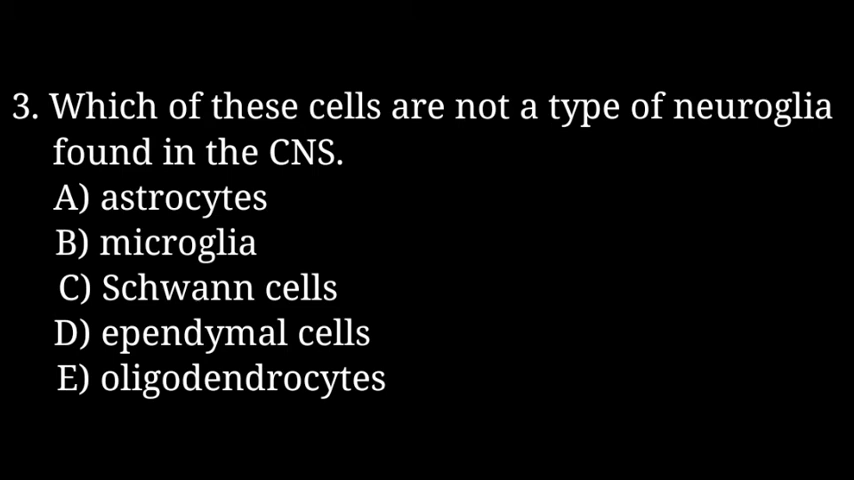 3. Which of these cells are not a type of neuroglia
found in the CNS.
A) astrocytes
B) microglia
C) Schwann cells
D) ependymal cells
E) oligodendrocytes